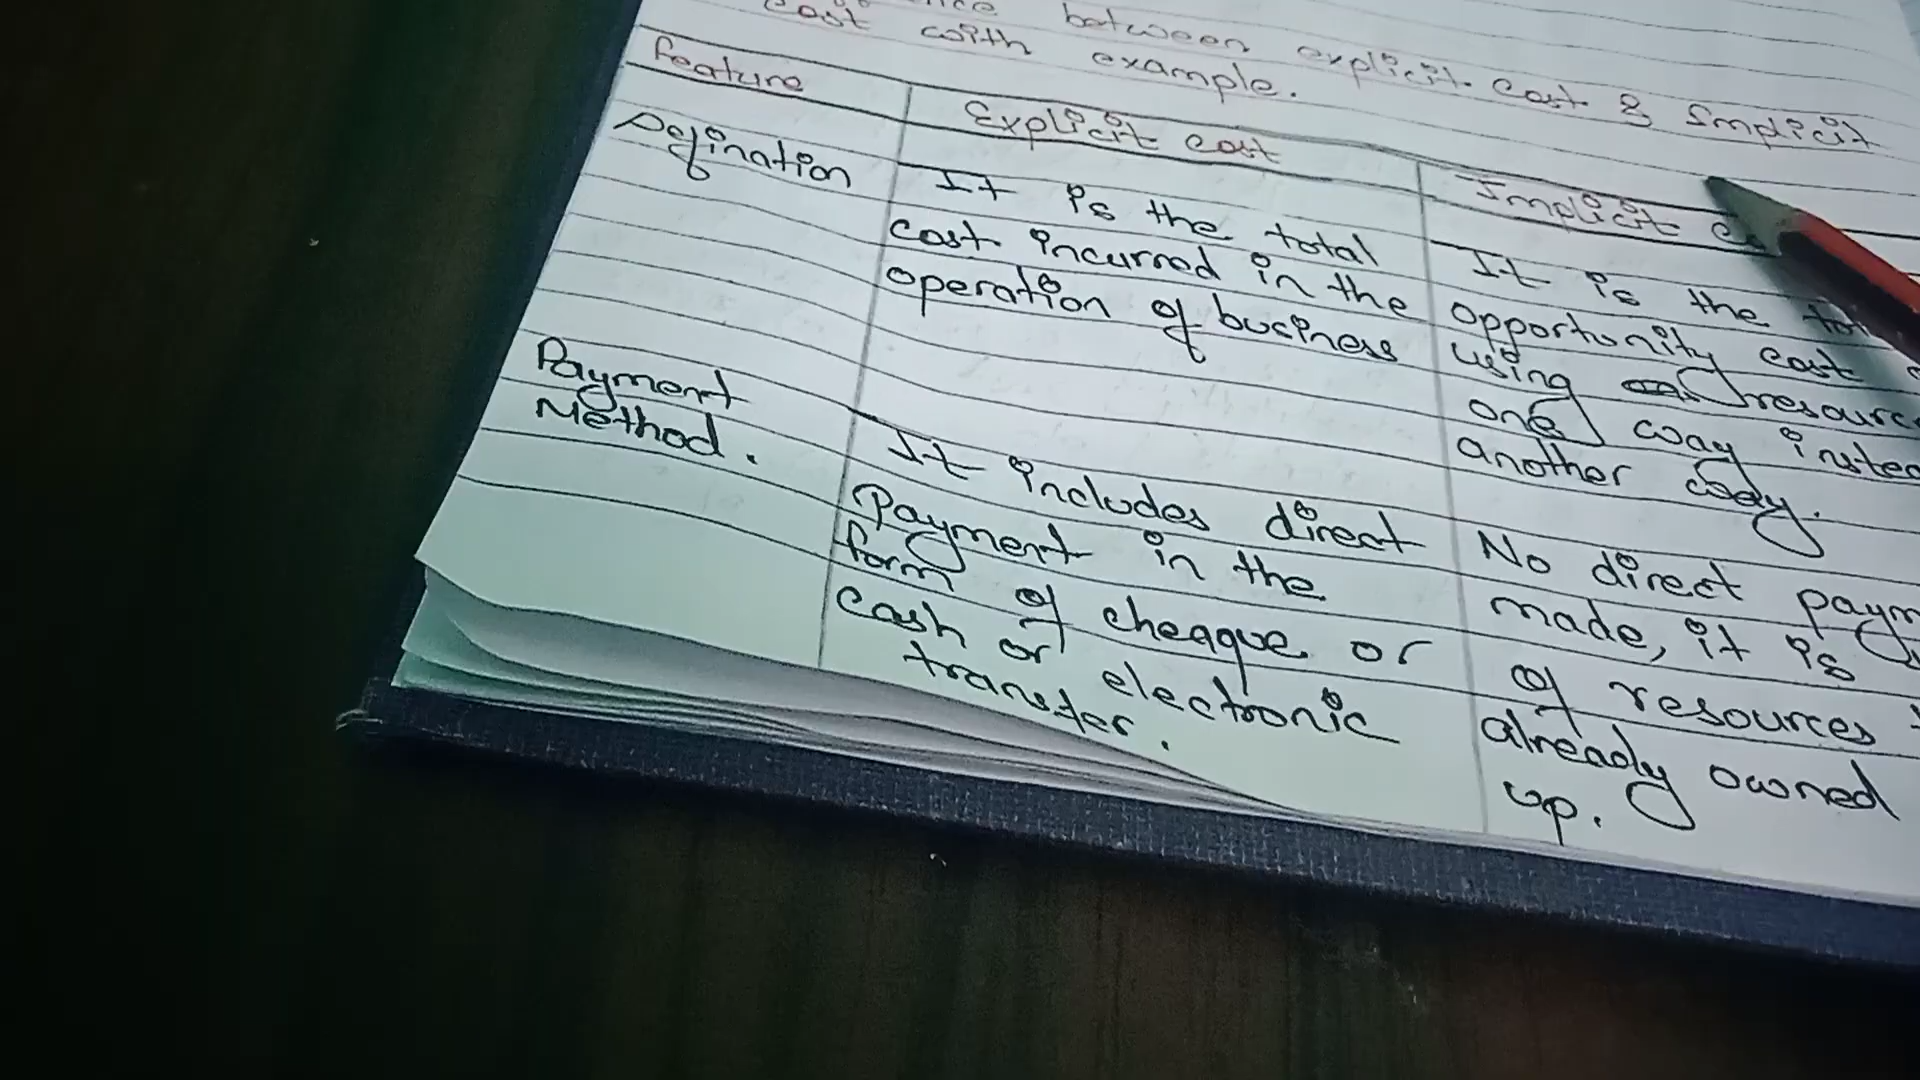 between explicit cost & Implicit
cost with example.
Feature
Explicit cost
Implicit
Defination
It is the total
cost incurred in the
operation of business
It is the
opportunity cost
using
one way
another way.
Payment
Method.
It includes direct
Payment in the
form of cheaque or
cash or electronic
transfer.
No direct
made, it is
of resources
already owned
up.